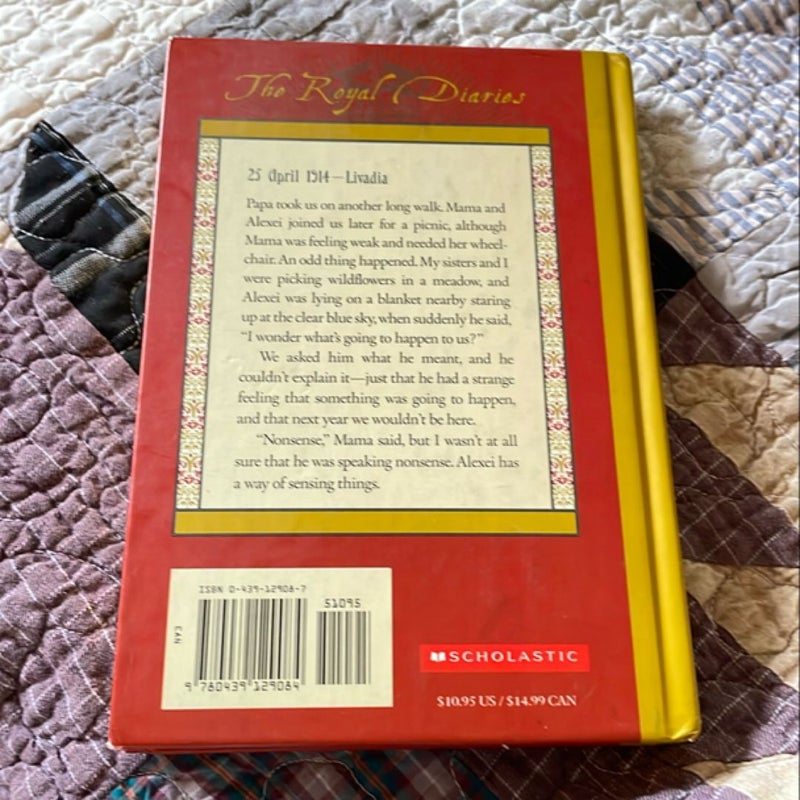 The Royal Diaries
25 April 1914—Livadia
Papa took us on another long walk. Mama and
Alexei joined us later for a picnic, although
Mama was feeling weak and needed her wheel-
chair. An odd thing happened. My sisters and I
were picking wildflowers in a meadow, and
Alexei was lying on a blanket nearby staring
up at the clear blue sky, when suddenly he said,
“I wonder what’s going to happen to us?”
We asked him what he meant, and he
couldn’t explain it—just that he had a strange
feeling that something was going to happen,
and that next year we wouldn’t be here.
“Nonsense,” Mama said, but I wasn’t at all
sure that he was speaking nonsense. Alexei has
a way of sensing things.
ISBN 0-439-12908-7
51095
CAN
9 780439 129084
SCHOLASTIC
$10.95 US / $14.99 CAN